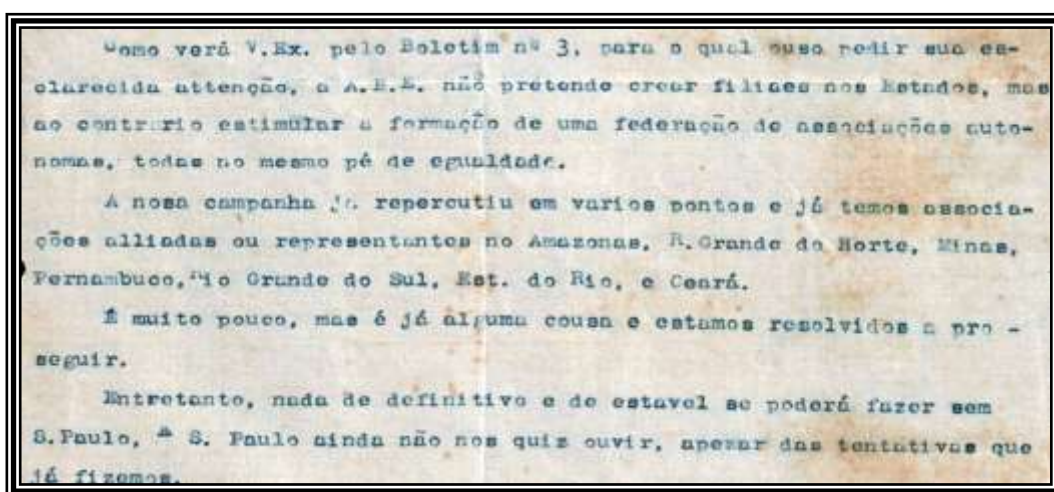 Como verá V.Ex. pelo Boletim nº 3, para o qual ouso pedir sua es-
clarecida attenção, a A.B.E. não pretende crear filiaes nos Estados, mas
ao contrario estimular a formação de uma federação de associações auto-
nomas, todas no mesmo pé de egualdade.
A nosa campanha ja repercutiu em varios pontos e já temos associa-
ções alliadas ou representantes no Amazonas, R.Grande do Norte, Minas,
Pernambuco, Rio Grande do Sul, Est. do Rio, e Ceará.
É muito pouco, mas é já alguma cousa e estamos resolvidos a pro -
seguir.
Entretanto, nada de definitivo e de estavel se poderá fazer sem
S.Paulo, S. Paulo ainda não nos quiz ouvir, apezar das tentativas que
já fizemos.